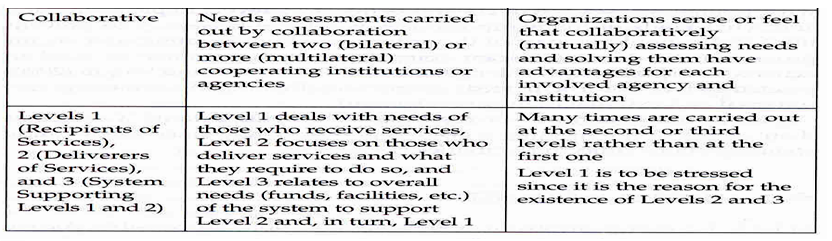 Collaborative
Needs assessments carried
out by collaboration
between two (bilateral) or
more (multilateral)
cooperating institutions or
agencies
Organizations sense or feel
that collaboratively
(mutually) assessing needs
and solving them have
advantages for each
involved agency and
institution
Levels 1
(Recipients of
Services),
2 (Deliverers
of Services),
and 3 (System
Supporting
Levels 1 and 2)
Level 1 deals with needs of
those who receive services,
Level 2 focuses on those who
deliver services and what
they require to do so, and
Level 3 relates to overall
needs (funds, facilities, etc.)
of the system to support
Level 2 and, in turn, Level 1
Many times are carried out
at the second or third
levels rather than at the
first one
Level 1 is to be stressed
since it is the reason for the
existence of Levels 2 and 3